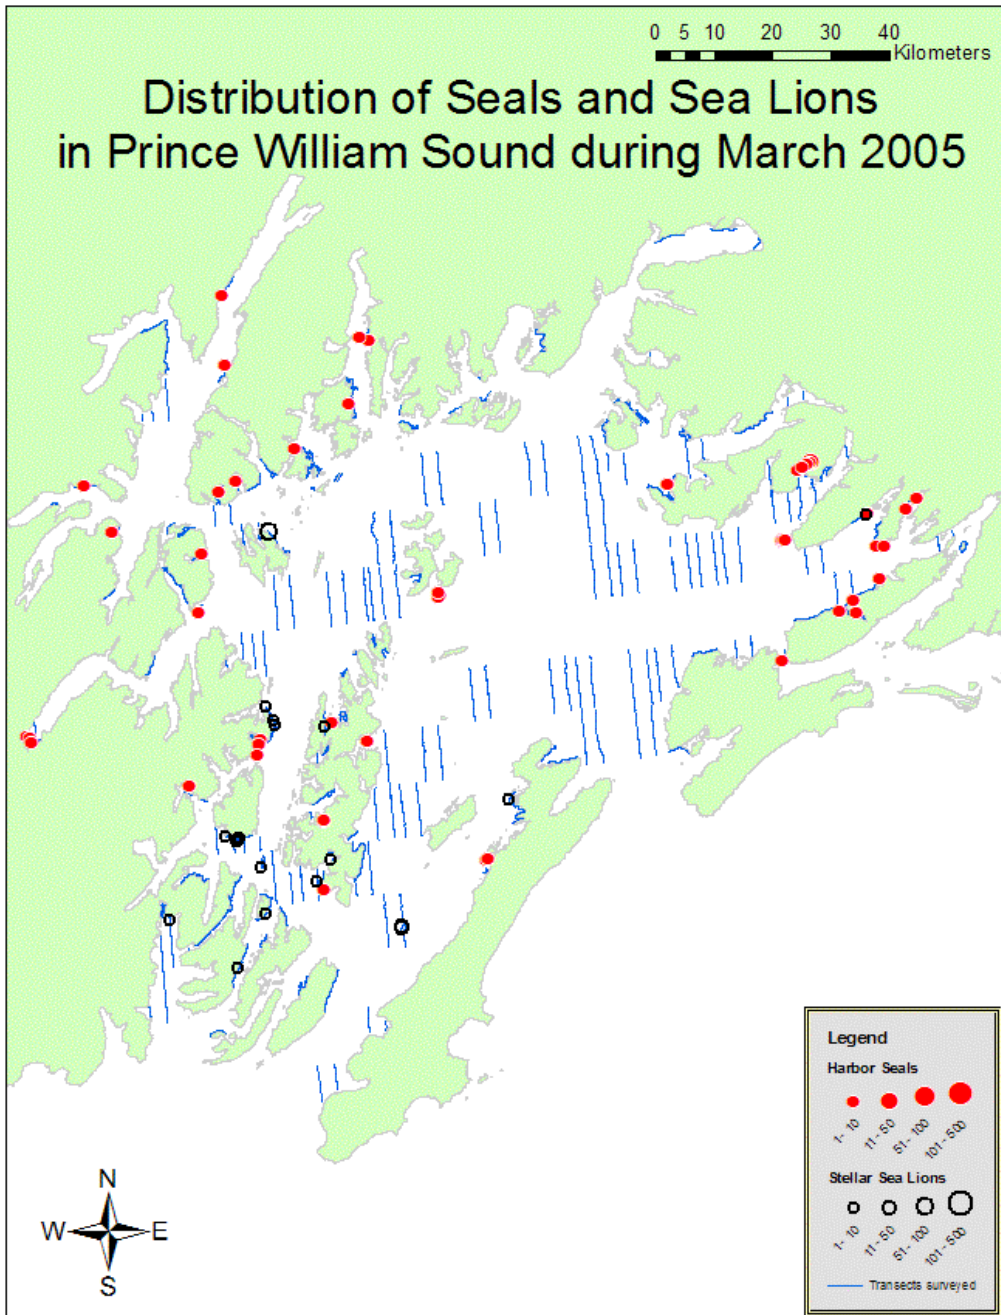 0 5 10 20 30 40
Kilometers
Distribution of Seals and Sea Lions
in Prince William Sound during March 2005
Legend
Harbor Seals
1 - 10
11 - 50
51 - 100
101 - 500
Stellar Sea Lions
1 - 10
11 - 50
51 - 100
101 - 500
Transects surveyed
N
W E
S